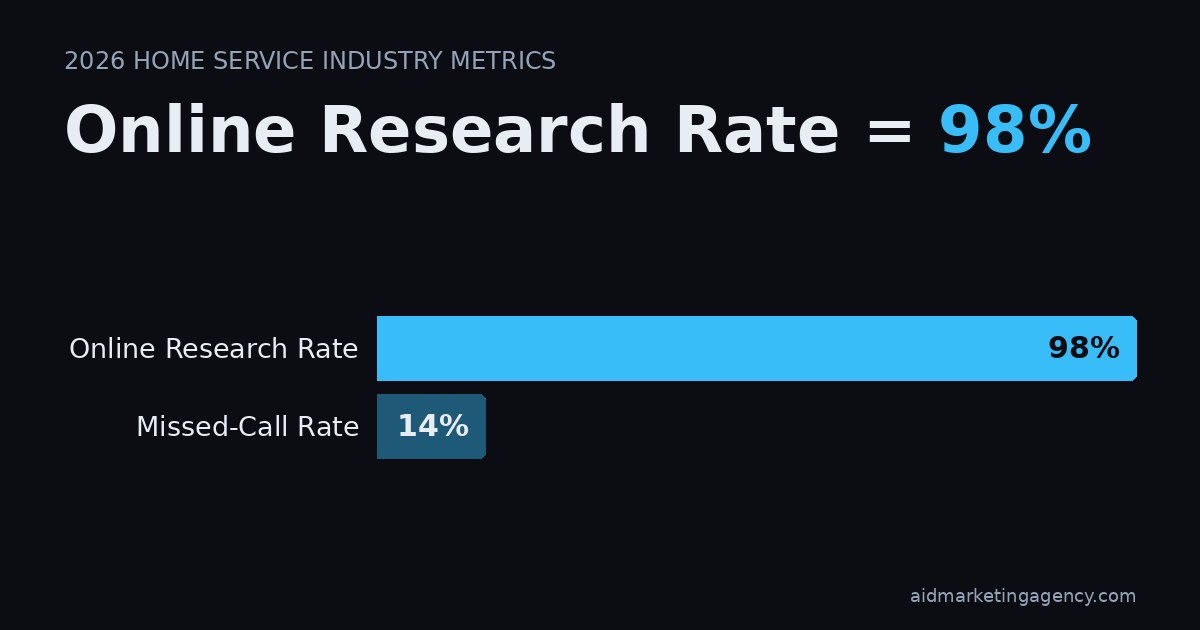 2026 HOME SERVICE INDUSTRY METRICS
Online Research Rate = 98%
Online Research Rate 98%
Missed-Call Rate 14%
aidmarketingagency.com